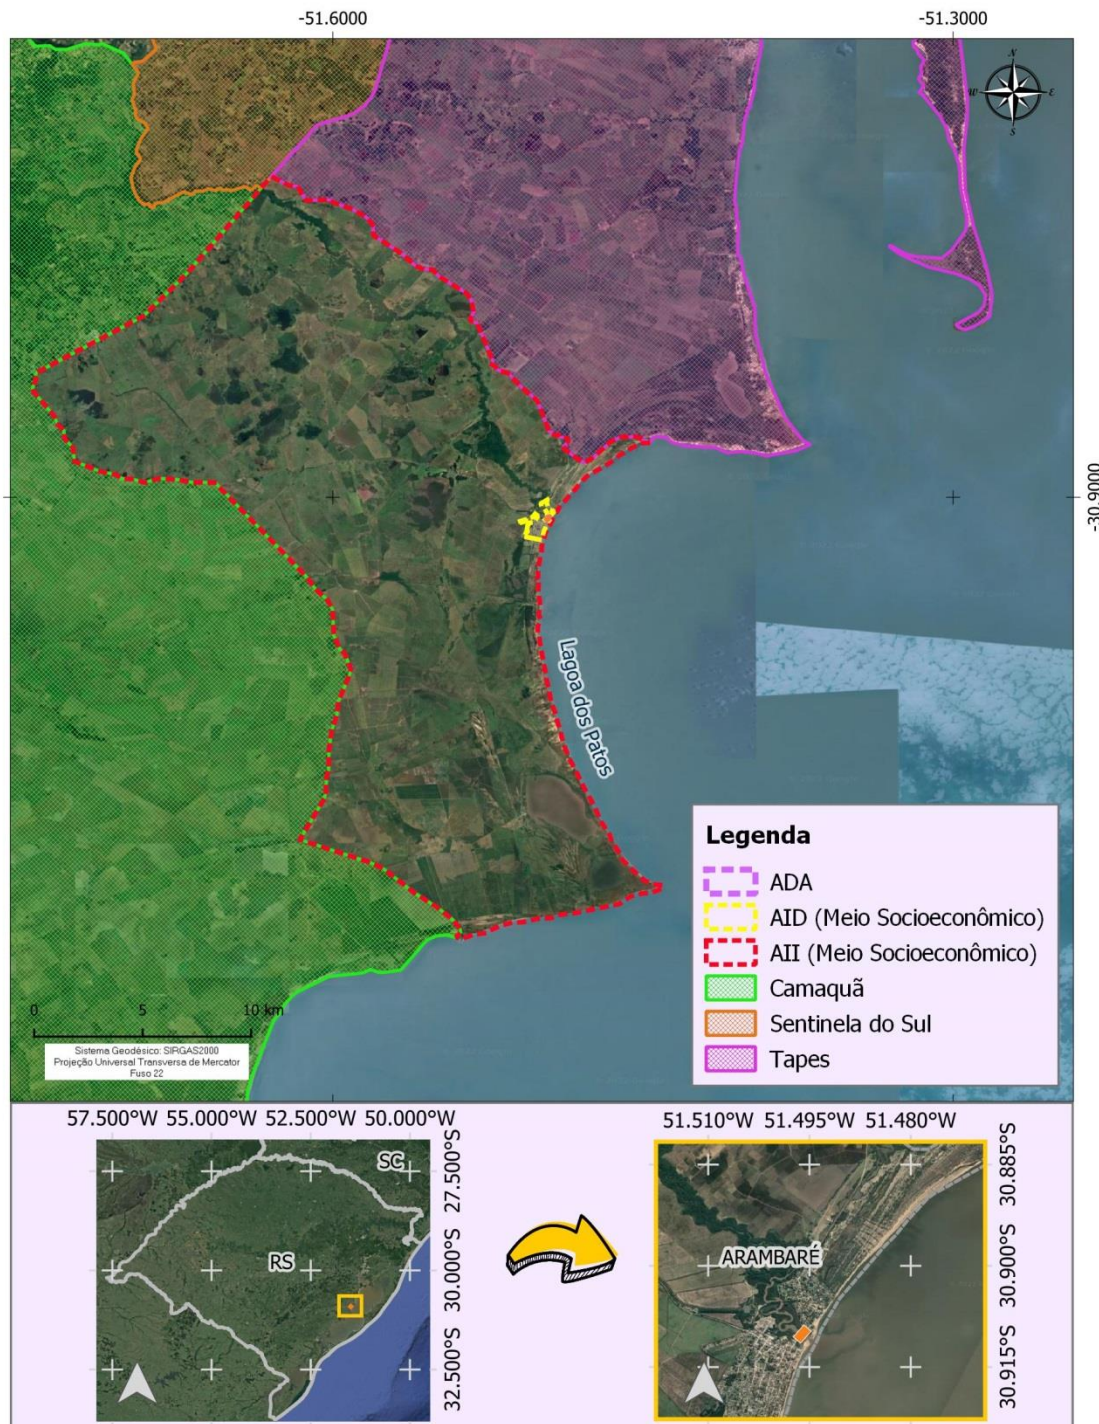 -51.6000
-51.3000
N
W
E
S
-30.9000
Lagoa dos Patos
Legenda
ADA
AID (Meio Socioeconômico)
AII (Meio Socioeconômico)
Camaquã
Sentinela do Sul
Tapes
0 5 10 km
Sistema Geodésico: SIRGAS2000
Projeção Universal Transversa de Mercator
Fuso 22
57.500°W 55.000°W 52.500°W 50.000°W
27.500°S
30.000°S
32.500°S
SC
RS
51.510°W 51.495°W 51.480°W
30.885°S
30.900°S
30.915°S
ARAMBARÉ